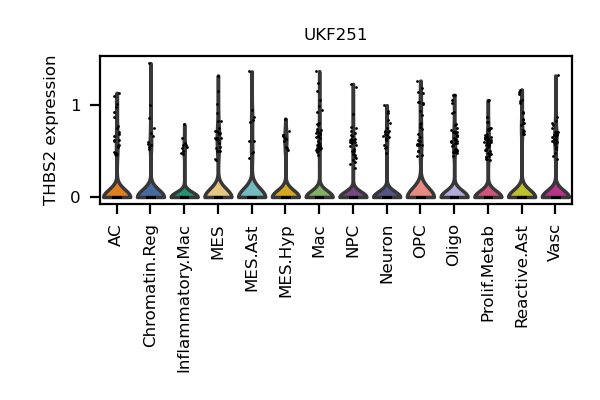 UKF251
THBS2 expression
1
0
AC
Chromatin.Reg
Inflammatory.Mac
MES
MES.Ast
MES.Hyp
Mac
NPC
Neuron
OPC
Oligo
Prolif.Metab
Reactive.Ast
Vasc